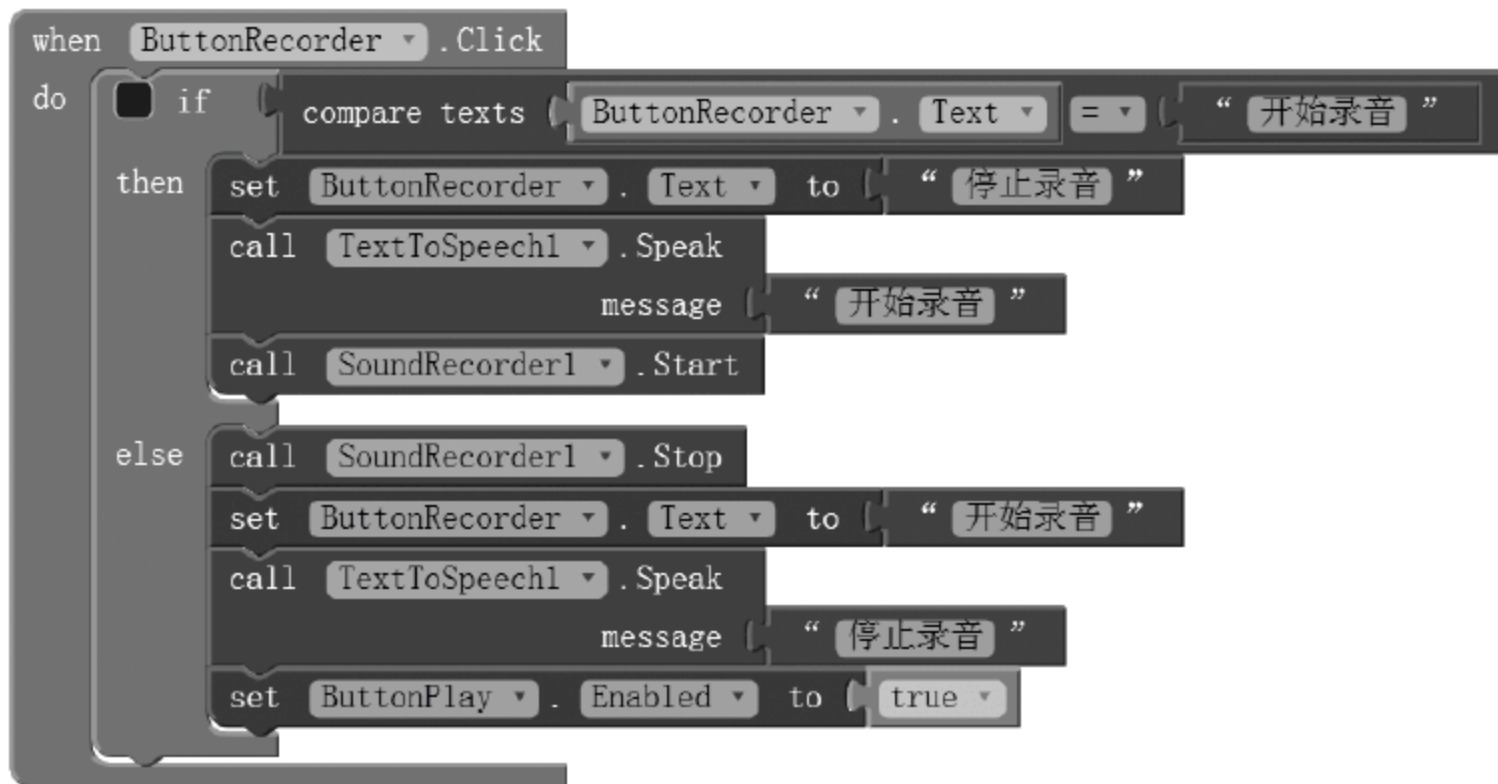 when ButtonRecorder .Click
do if compare texts ButtonRecorder . Text = “ 开始录音 ”
then set ButtonRecorder . Text to “ 停止录音 ”
call TextToSpeech1 .Speak
message “ 开始录音 ”
call SoundRecorder1 .Start
else call SoundRecorder1 .Stop
set ButtonRecorder . Text to “ 开始录音 ”
call TextToSpeech1 .Speak
message “ 停止录音 ”
set ButtonPlay . Enabled to true